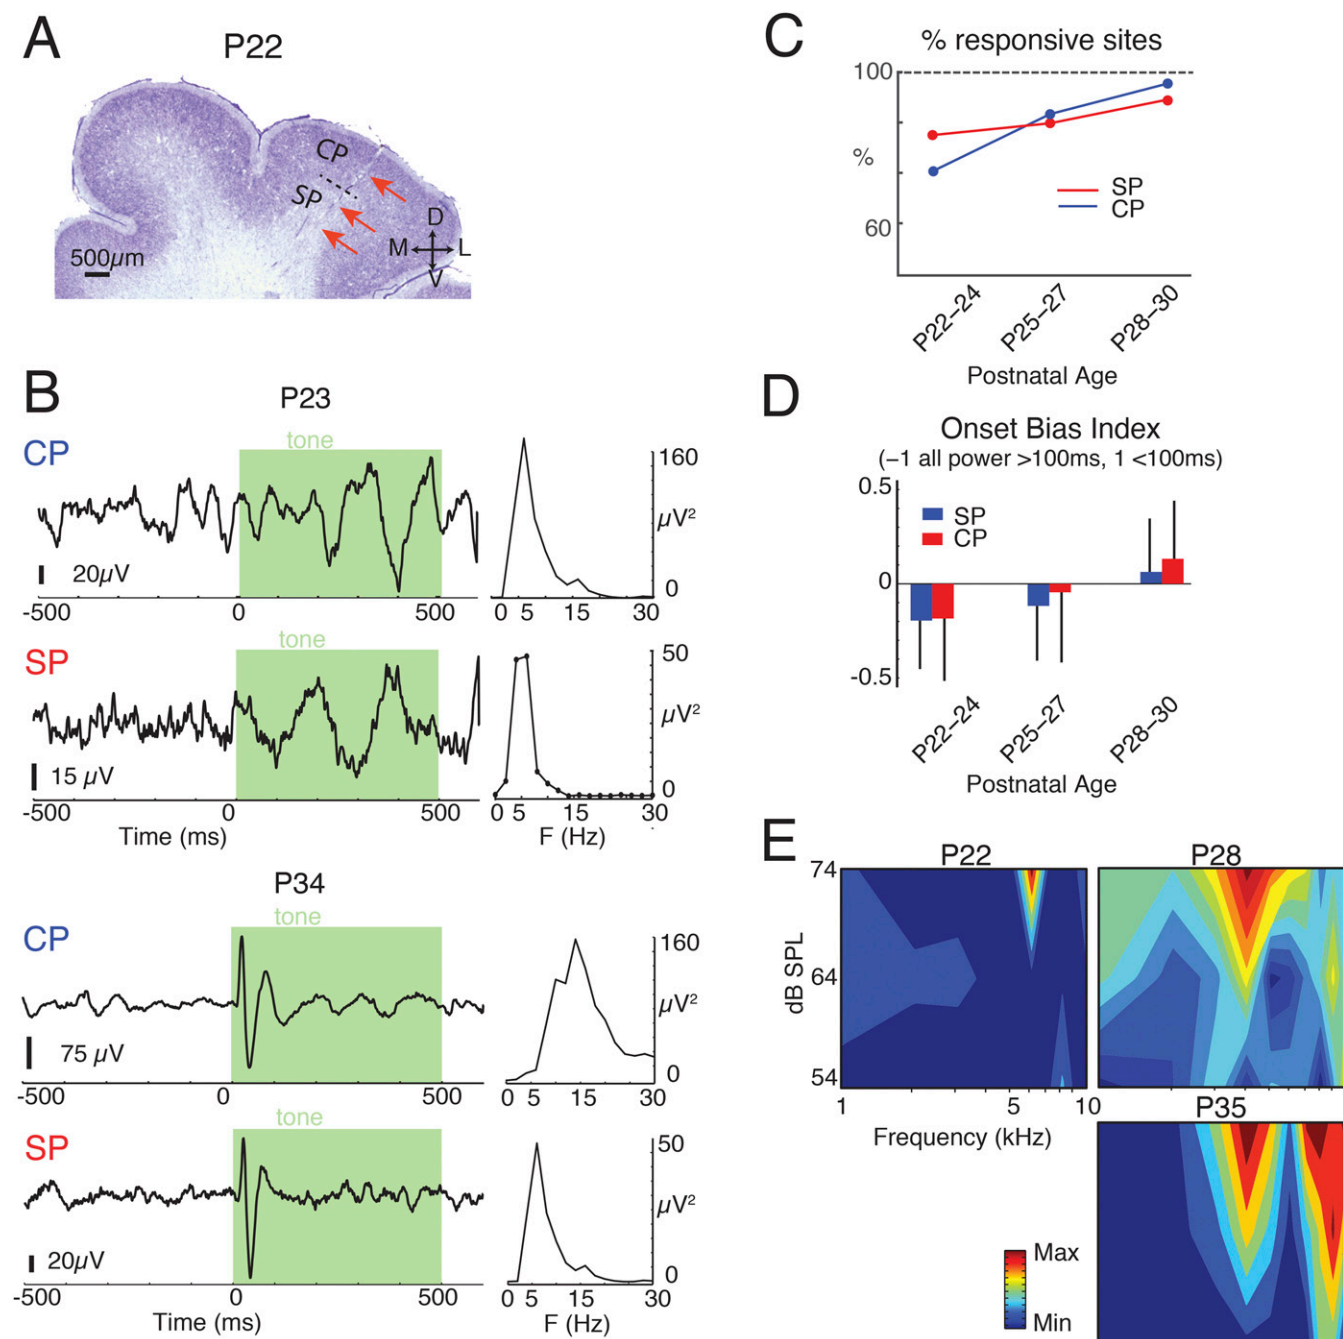 A
P22
CP
SP
D
M
L
V
500µm
B
P23
CP
tone
20µV
-500
0
500
160
µV²
0
0
5
15
30
SP
tone
15 µV
-500
0
500
Time (ms)
50
µV²
0
0
5
15
30
F (Hz)
P34
CP
tone
75 µV
-500
0
500
160
µV²
0
0
5
15
30
SP
tone
20µV
-500
0
500
Time (ms)
50
µV²
0
0
5
15
30
F (Hz)
C
% responsive sites
100
%
60
SP
CP
P22–24
P25–27
P28–30
Postnatal Age
D
Onset Bias Index
(−1 all power >100ms, 1 <100ms)
0.5
0
-0.5
SP
CP
P22–24
P25–27
P28–30
Postnatal Age
E
P22
P28
74
64
54
dB SPL
1
5
10
Frequency (kHz)
P35
Max
Min